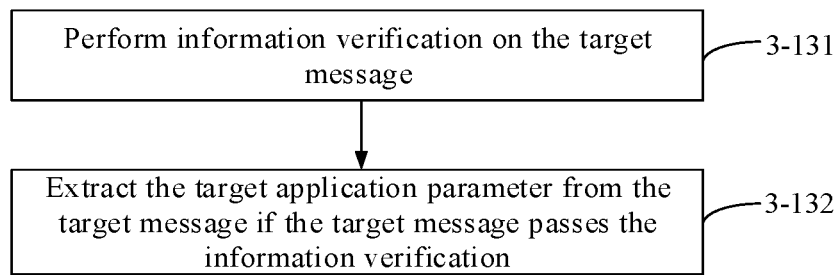 Perform information verification on the target
message
3-131
Extract the target application parameter from the
target message if the target message passes the
information verification
3-132